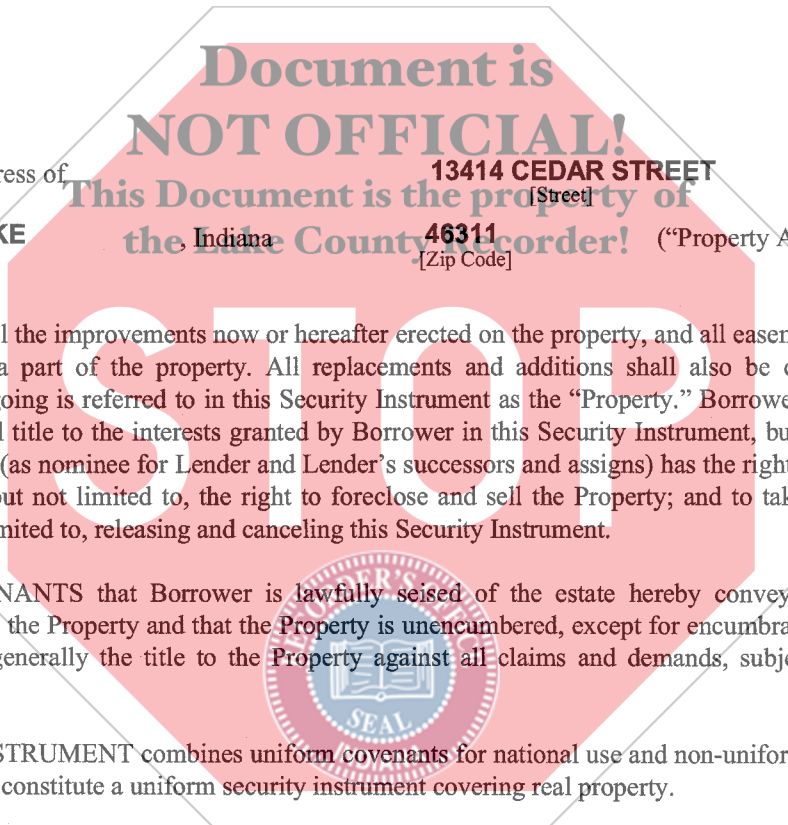 Document is
NOT OFFICIAL!
ress of 13414 CEDAR STREET
This Document is the property of
[Street]
KE , Indiana 46311 (“Property A
the Lake County Recorder!
[Zip Code]
l the improvements now or hereafter erected on the property, and all easem
a part of the property. All replacements and additions shall also be c
going is referred to in this Security Instrument as the “Property.” Borrowe
l title to the interests granted by Borrower in this Security Instrument, bu
(as nominee for Lender and Lender’s successors and assigns) has the right
out not limited to, the right to foreclose and sell the Property; and to tak
mited to, releasing and canceling this Security Instrument.
STOP
NANTS that Borrower is lawfully seised of the estate hereby convey
the Property and that the Property is unencumbered, except for encumbra
generally the title to the Property against all claims and demands, subje
SEAL
STRUMENT combines uniform covenants for national use and non-unifor
constitute a uniform security instrument covering real property.